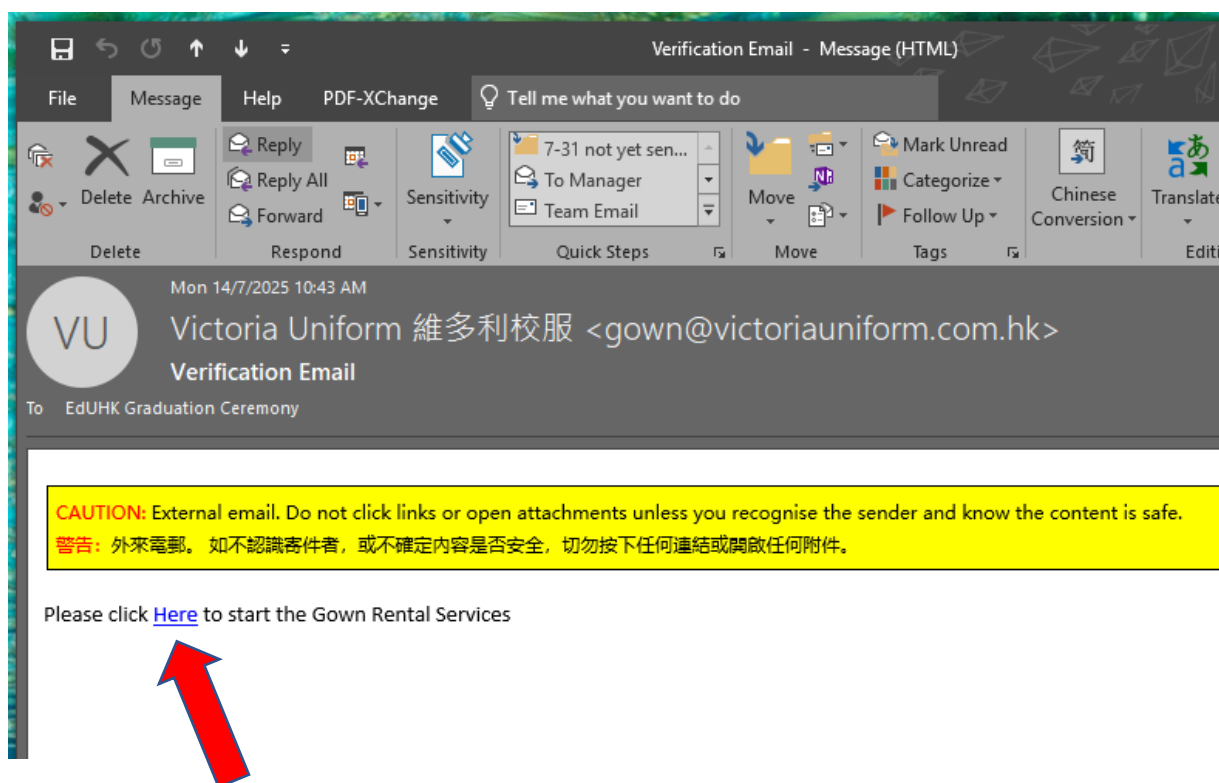 Verification Email - Message (HTML)
File Message Help PDF-XChange Tell me what you want to do
Delete Archive
Reply
Reply All
Forward
Sensitivity
7-31 not yet sen...
To Manager
Team Email
Move
Mark Unread
Categorize
Follow Up
简
Chinese Conversion
Translate
Delete Respond Sensitivity Quick Steps Move Tags Editi
Mon 14/7/2025 10:43 AM
VU
Victoria Uniform 維多利校服 <gown@victoriauniform.com.hk>
Verification Email
To EdUHK Graduation Ceremony
CAUTION: External email. Do not click links or open attachments unless you recognise the sender and know the content is safe.
警告：外來電郵。 如不認識寄件者，或不確定內容是否安全，切勿按下任何連結或開啟任何附件。
Please click Here to start the Gown Rental Services